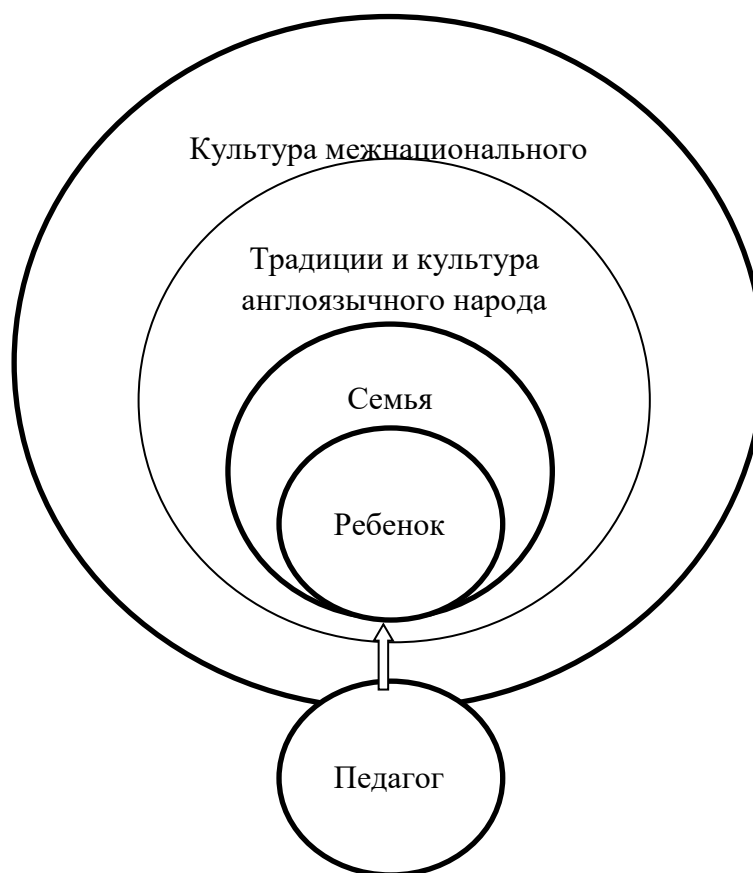 Культура межнационального
Традиции и культура
англоязычного народа
Семья
Ребенок
Педагог